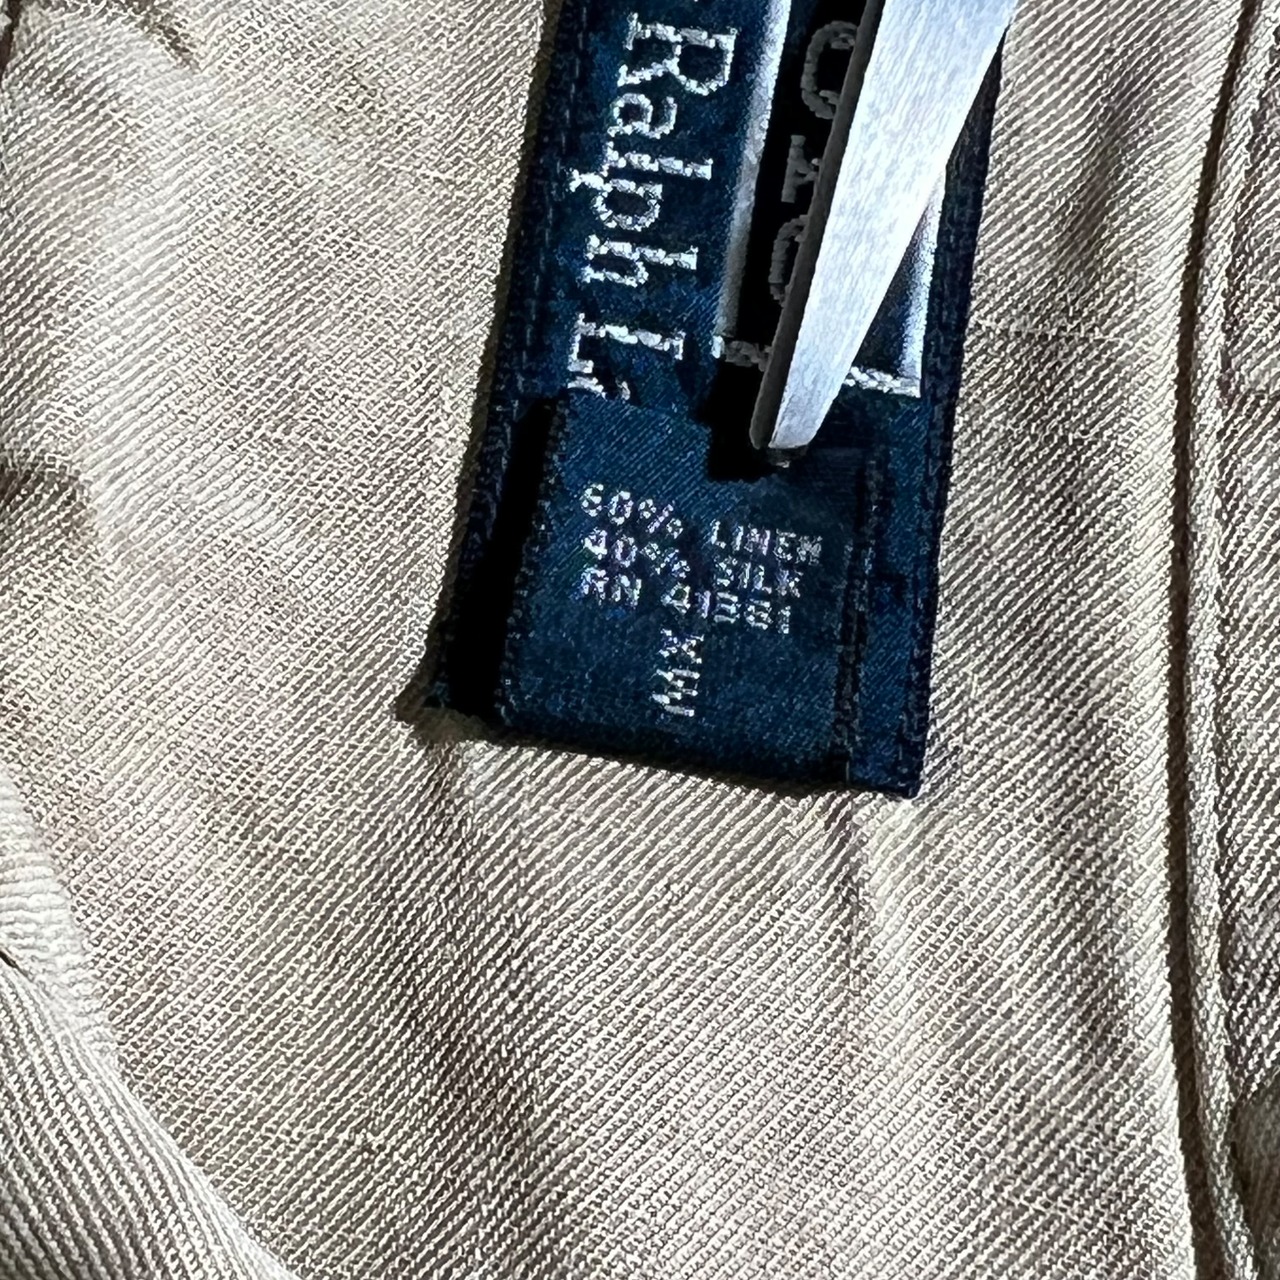 Ralph L
60% LINEN
40% SILK
RN 41381
XW